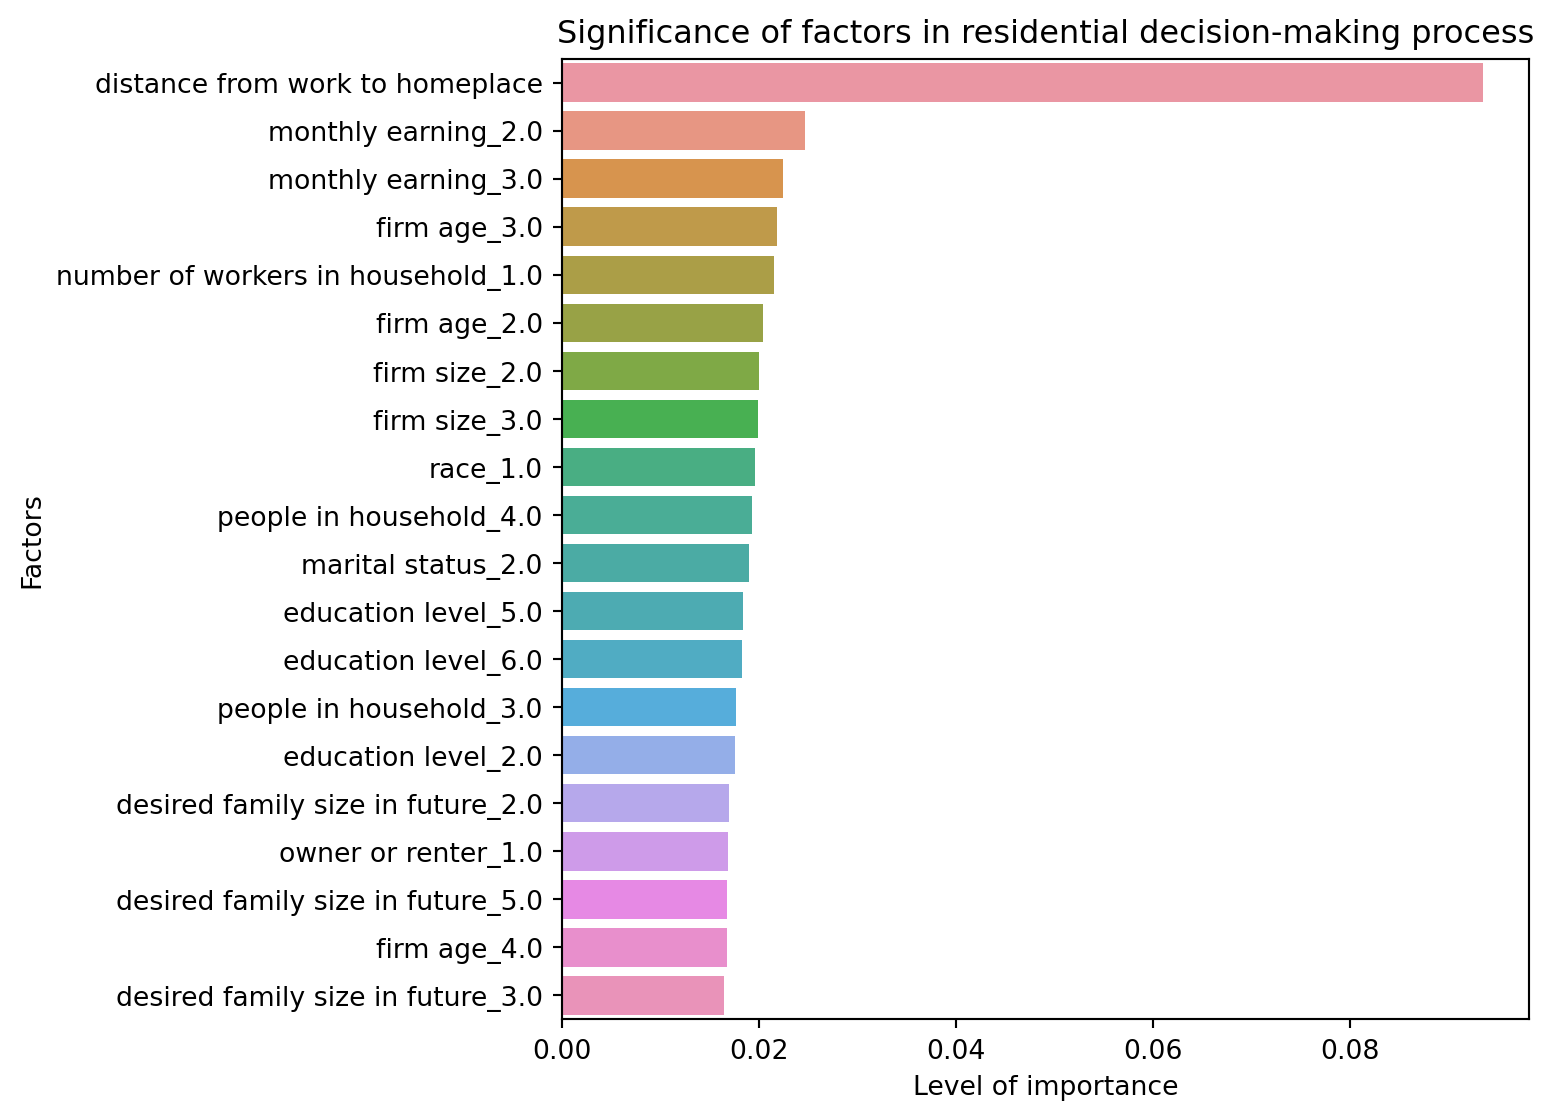 Significance of factors in residential decision-making process
distance from work to homeplace
monthly earning_2.0
monthly earning_3.0
firm age_3.0
number of workers in household_1.0
firm age_2.0
firm size_2.0
firm size_3.0
race_1.0
people in household_4.0
marital status_2.0
education level_5.0
education level_6.0
people in household_3.0
education level_2.0
desired family size in future_2.0
owner or renter_1.0
desired family size in future_5.0
firm age_4.0
desired family size in future_3.0
Factors
0.00 0.02 0.04 0.06 0.08
Level of importance